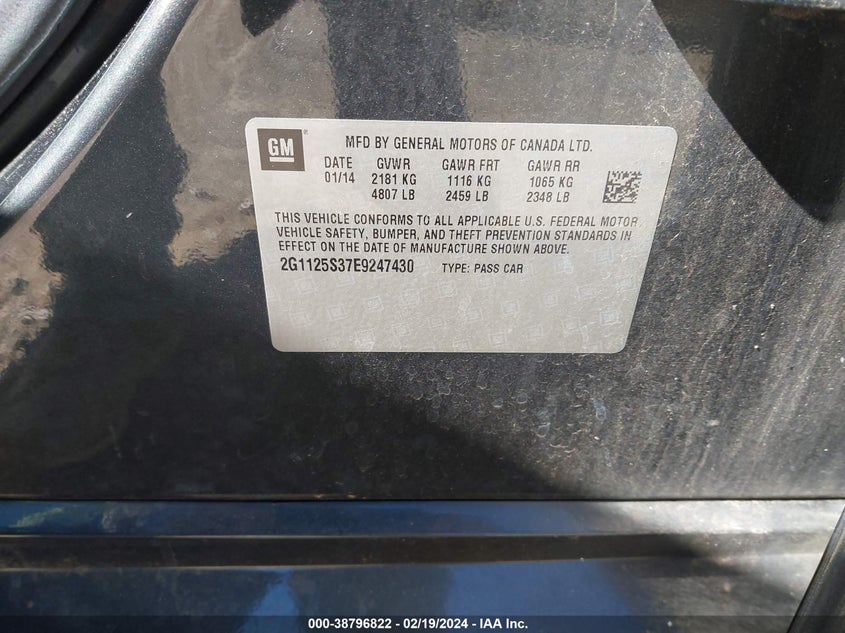 GM
MFD BY GENERAL MOTORS OF CANADA LTD.
DATE GVWR GAWR FRT GAWR RR
01/14 2181 KG 1116 KG 1065 KG
4807 LB 2459 LB 2348 LB
THIS VEHICLE CONFORMS TO ALL APPLICABLE U.S. FEDERAL MOTOR
VEHICLE SAFETY, BUMPER, AND THEFT PREVENTION STANDARDS IN
EFFECT ON THE DATE OF MANUFACTURE SHOWN ABOVE.
2G1125S37E9247430 TYPE: PASS CAR
000-38796822 - 02/19/2024 - IAA Inc.